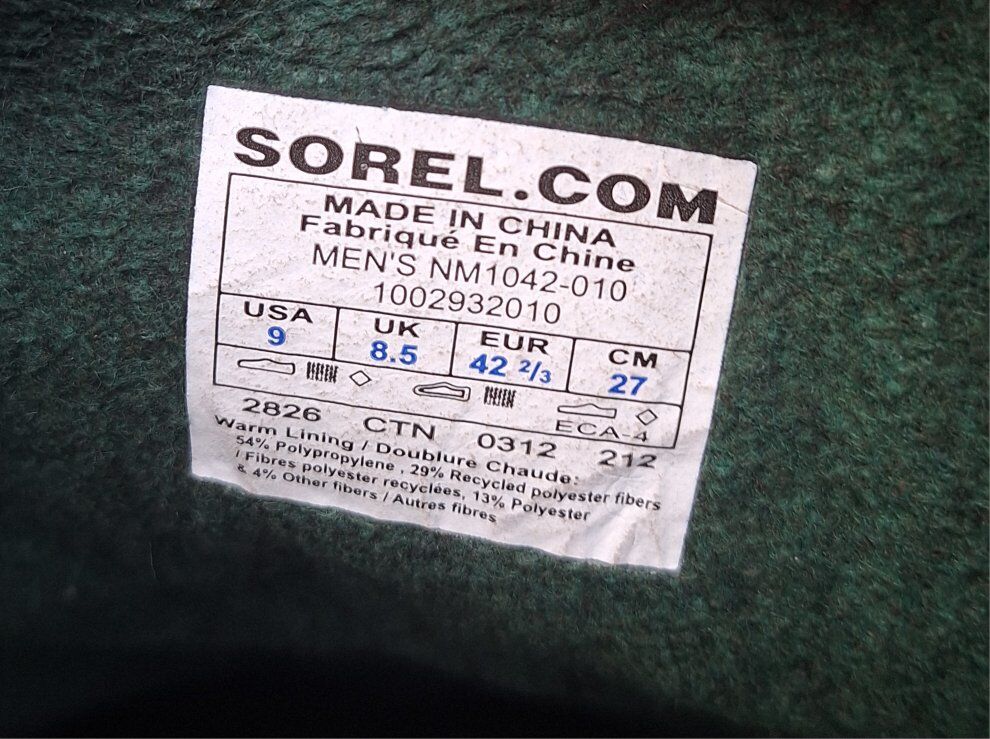 SOREL.COM
MADE IN CHINA
Fabriqué En Chine
MEN'S NM1042-010
1002932010
USA UK EUR CM
9 8.5 42 2/3 27
ECA-4
2826 CTN 0312 212
Warm Lining / Doublure Chaude:
54% Polypropylene , 29% Recycled polyester fibers
/ Fibres polyester recyclées, 13% Polyester
& 4% Other fibers / Autres fibres